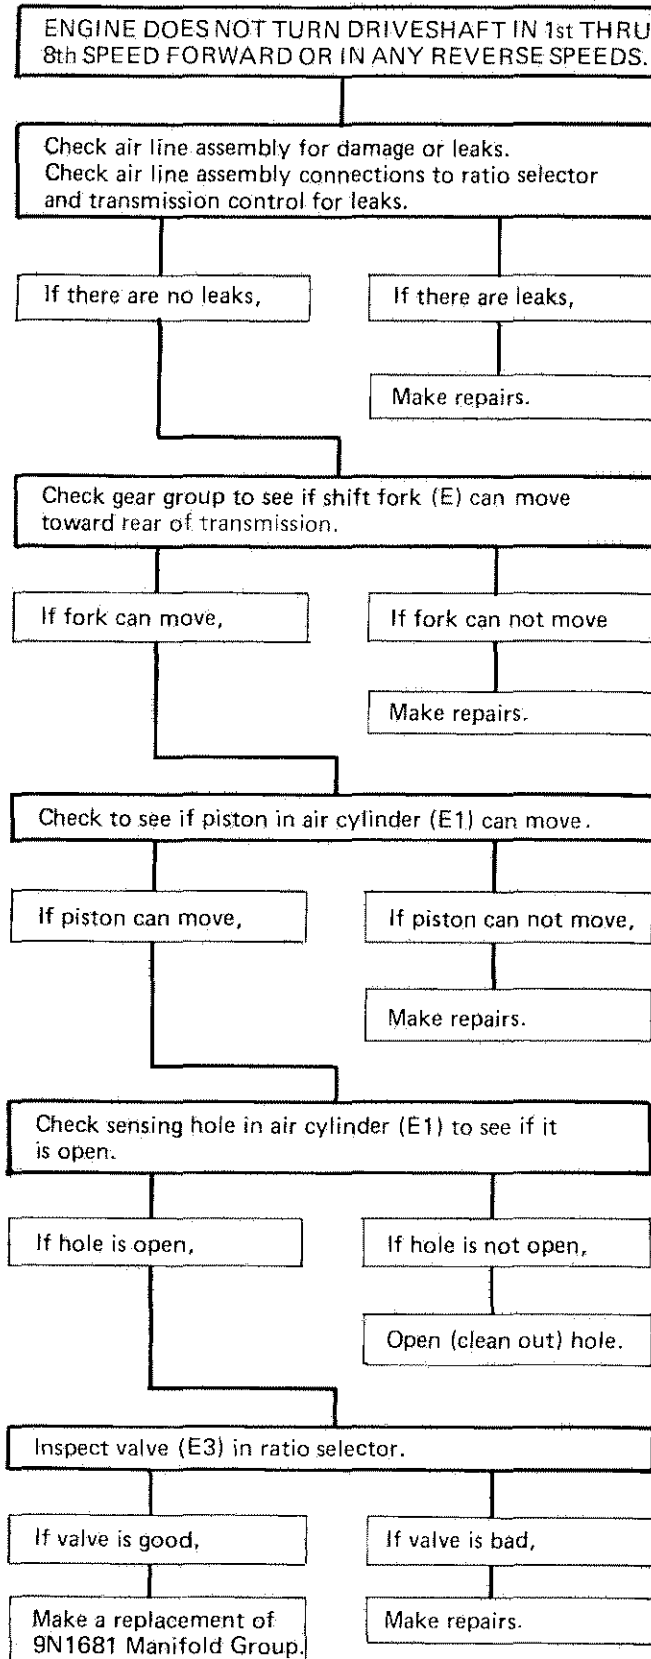 ENGINE DOES NOT TURN DRIVESHAFT IN 1st THRU
8th SPEED FORWARD OR IN ANY REVERSE SPEEDS.
Check air line assembly for damage or leaks.
Check air line assembly connections to ratio selector
and transmission control for leaks.
If there are no leaks,
If there are leaks,
Make repairs.
Check gear group to see if shift fork (E) can move
toward rear of transmission.
If fork can move,
If fork can not move
Make repairs.
Check to see if piston in air cylinder (E1) can move.
If piston can move,
If piston can not move,
Make repairs.
Check sensing hole in air cylinder (E1) to see if it
is open.
If hole is open,
If hole is not open,
Open (clean out) hole.
Inspect valve (E3) in ratio selector.
If valve is good,
If valve is bad,
Make a replacement of
9N1681 Manifold Group.
Make repairs.